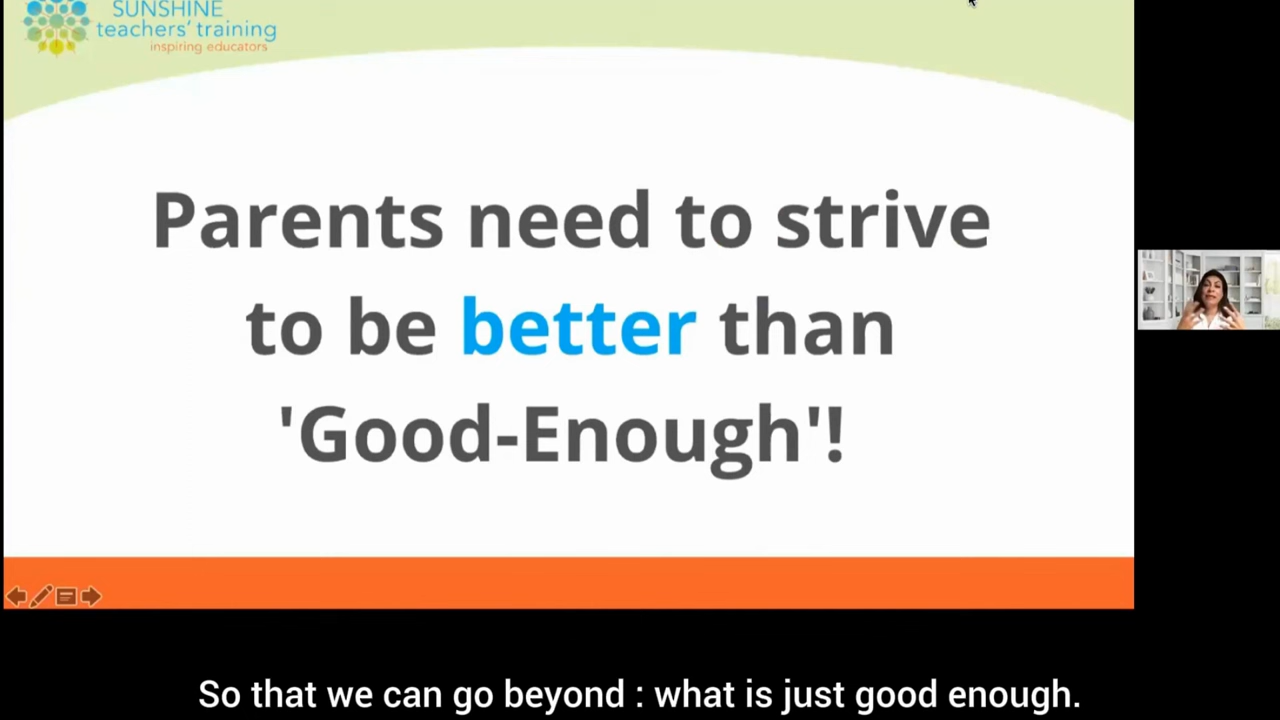 SUNSHINE
teachers' training
inspiring educators
Parents need to strive
to be better than
'Good-Enough'!
So that we can go beyond : what is just good enough.